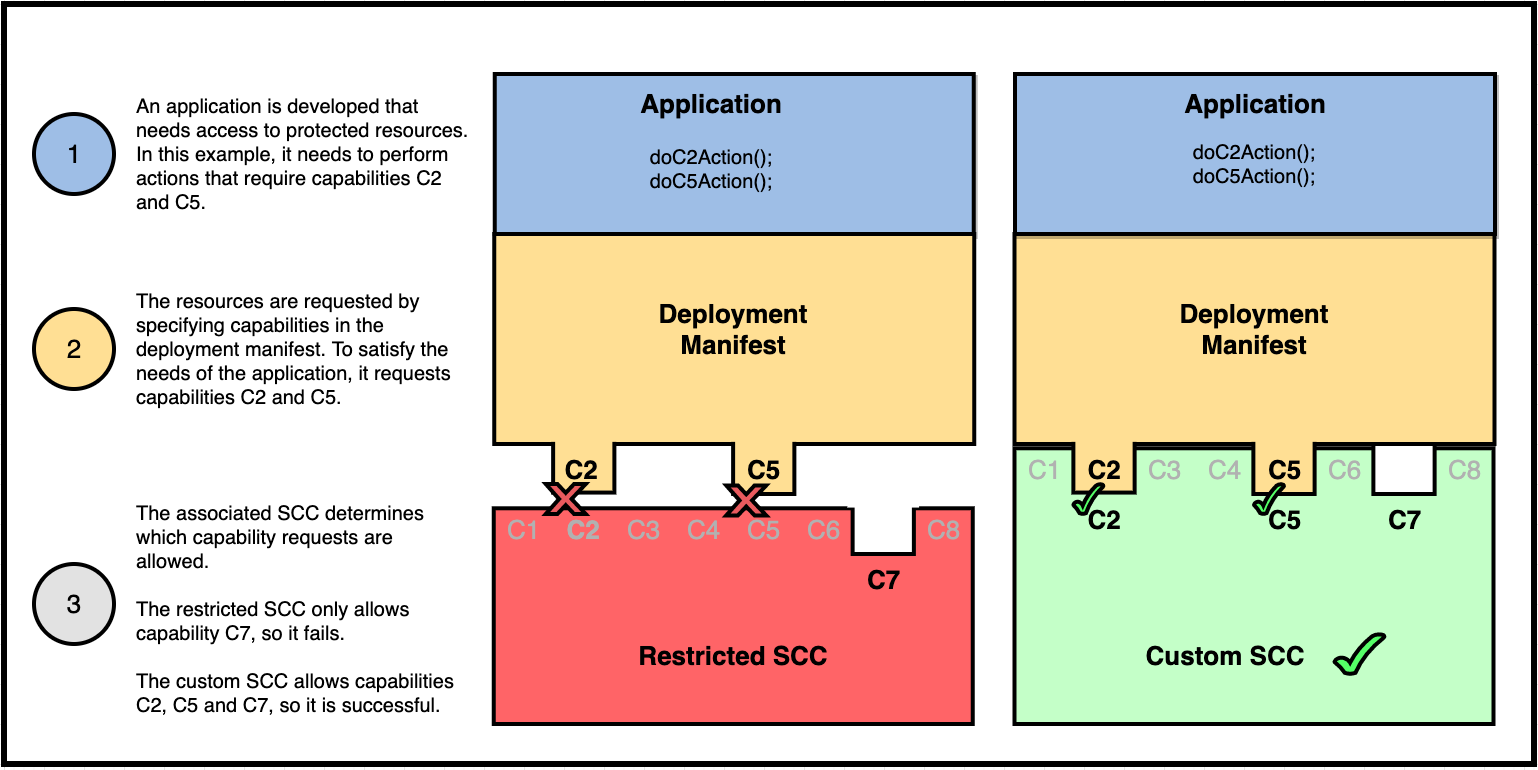 1
An application is developed that
needs access to protected resources.
In this example, it needs to perform
actions that require capabilities C2
and C5.
2
The resources are requested by
specifying capabilities in the
deployment manifest. To satisfy the
needs of the application, it requests
capabilities C2 and C5.
3
The associated SCC determines
which capability requests are
allowed.
The restricted SCC only allows
capability C7, so it fails.
The custom SCC allows capabilities
C2, C5 and C7, so it is successful.
Application
doC2Action();
doC5Action();
Deployment
Manifest
C2 C5
C1 C2 C3 C4 C5 C6 C8
C7
Restricted SCC
Application
doC2Action();
doC5Action();
Deployment
Manifest
C1 C2 C3 C4 C5 C6 C8
C2 C5 C7
Custom SCC